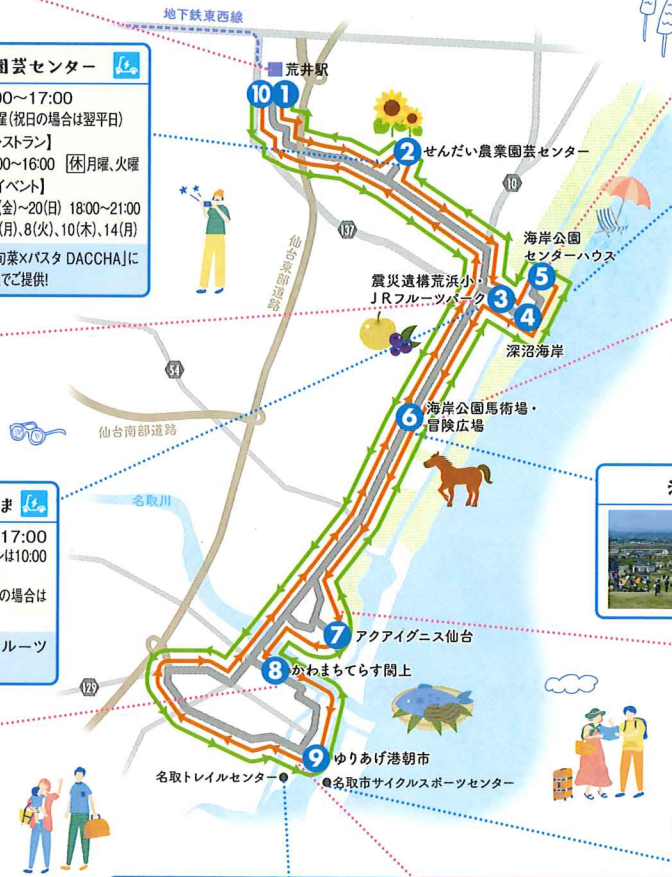 地下鉄東西線
荒井駅
10
1
園芸センター
00～17:00
(祝日の場合は翌平日)
レストラン】
00～16:00 休 月曜、火曜
イベント】
(金)～20(日) 18:00～21:00
(月)、8(火)、10(木)、14(月)
旬菜×パスタ DACCHA」に
でご提供!
2
せんだい農業園芸センター
10
137
仙台東部道路
海岸公園
センターハウス
5
震災遺構荒浜小・
JRフルーツパーク
3
4
深沼海岸
54
仙台南部道路
6
海岸公園馬術場・
冒険広場
名取川
ま
17:00
ンは10:00
の場合は
ルーツ
7
アクアイグニス仙台
8
かわまちてらす閖上
129
9
ゆりあげ港朝市
名取トレイルセンター
名取市サイクルスポーツセンター